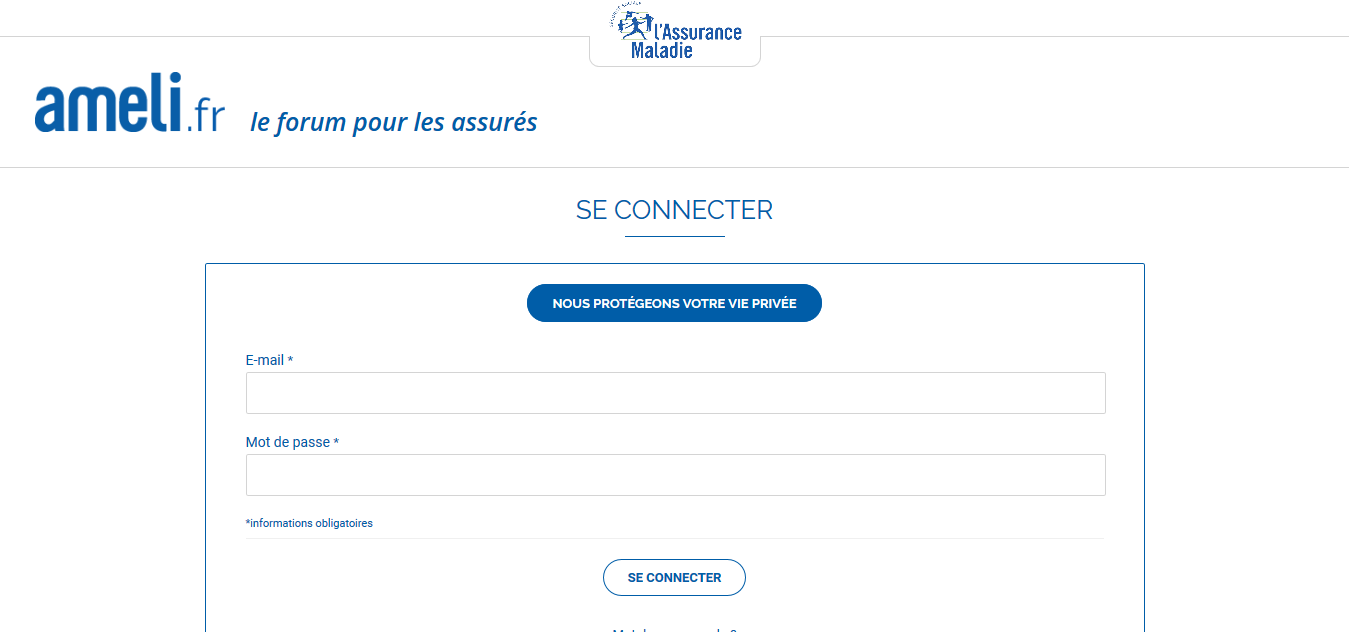 l'Assurance
Maladie
ameli.fr le forum pour les assurés
SE CONNECTER
NOUS PROTÉGEONS VOTRE VIE PRIVÉE
E-mail *
Mot de passe *
*informations obligatoires
SE CONNECTER